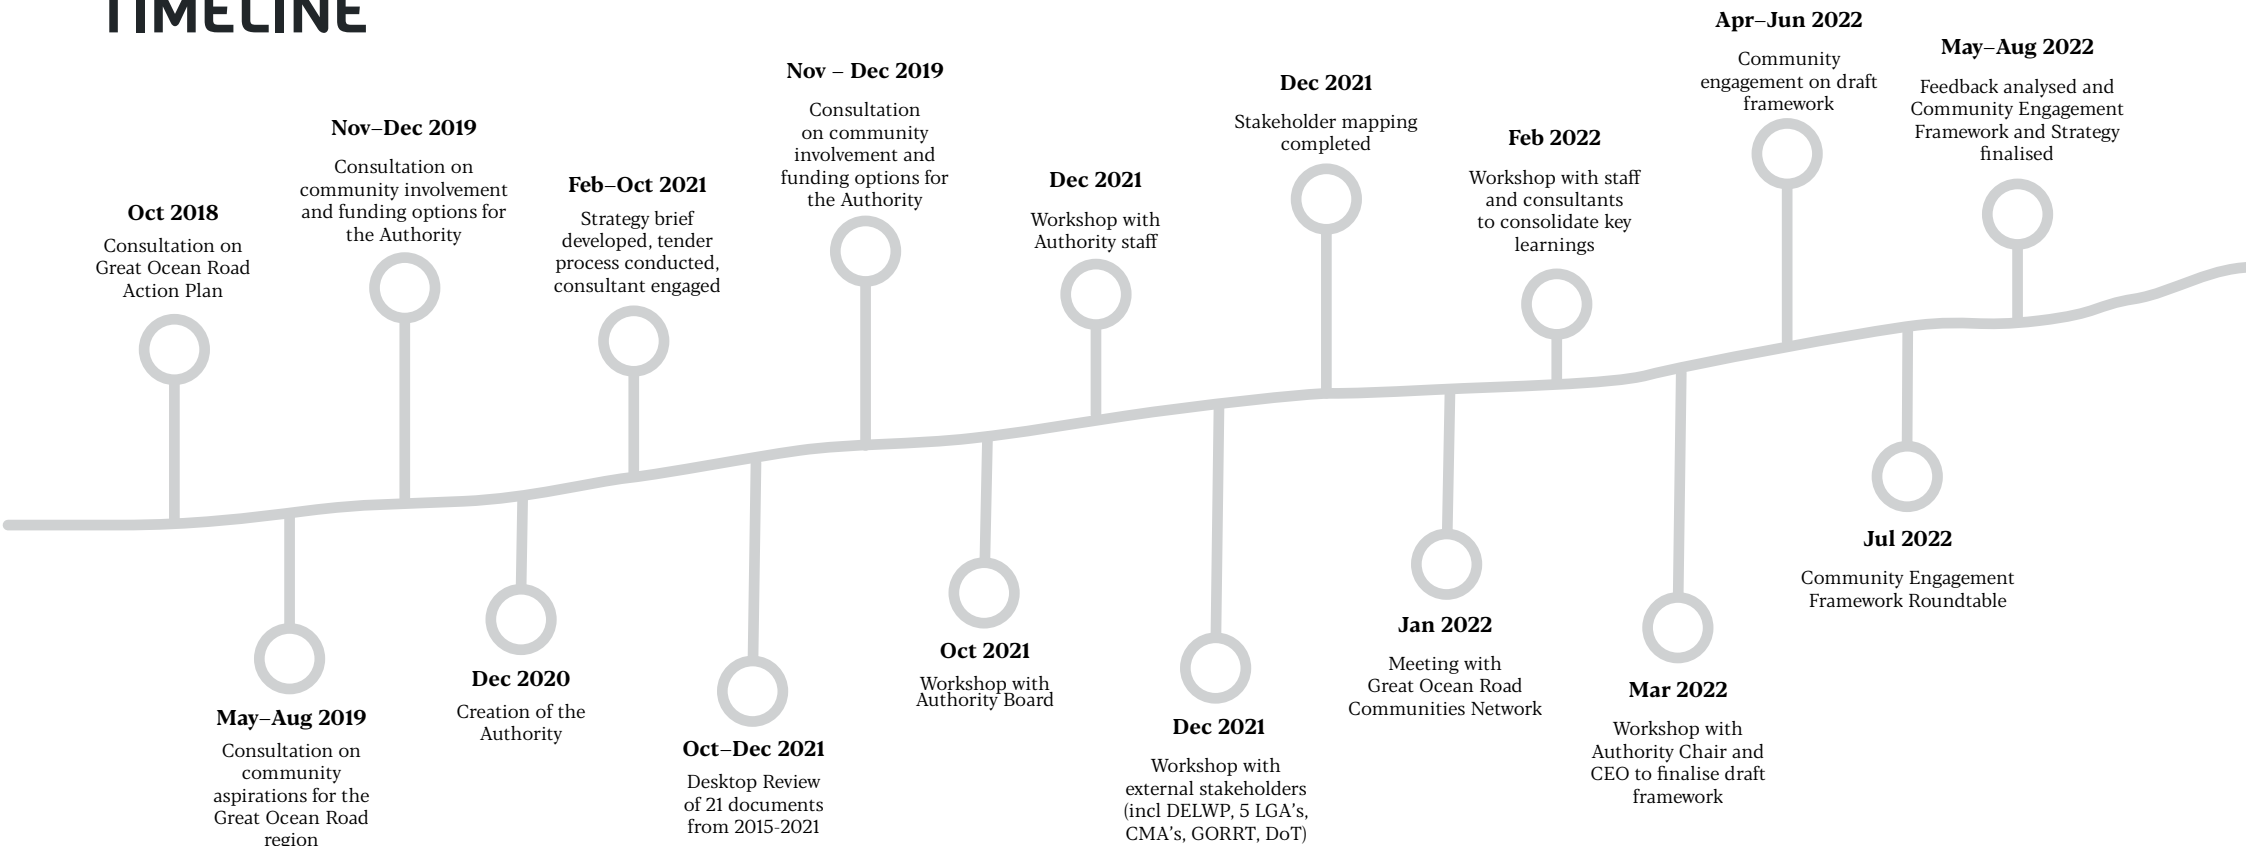 TIMELINE
Oct 2018
Consultation on
Great Ocean Road
Action Plan
May–Aug 2019
Consultation on
community
aspirations for the
Great Ocean Road
region
Nov–Dec 2019
Consultation on
community involvement
and funding options for
the Authority
Dec 2020
Creation of the
Authority
Feb–Oct 2021
Strategy brief
developed, tender
process conducted,
consultant engaged
Oct–Dec 2021
Desktop Review
of 21 documents
from 2015-2021
Nov – Dec 2019
Consultation
on community
involvement and
funding options for
the Authority
Oct 2021
Workshop with
Authority Board
Dec 2021
Workshop with
Authority staff
Dec 2021
Workshop with
external stakeholders
(incl DELWP, 5 LGA’s,
CMA’s, GORRT, DoT)
Dec 2021
Stakeholder mapping
completed
Jan 2022
Meeting with
Great Ocean Road
Communities Network
Feb 2022
Workshop with staff
and consultants
to consolidate key
learnings
Mar 2022
Workshop with
Authority Chair and
CEO to finalise draft
framework
Apr–Jun 2022
Community
engagement on draft
framework
Jul 2022
Community Engagement
Framework Roundtable
May–Aug 2022
Feedback analysed and
Community Engagement
Framework and Strategy
finalised